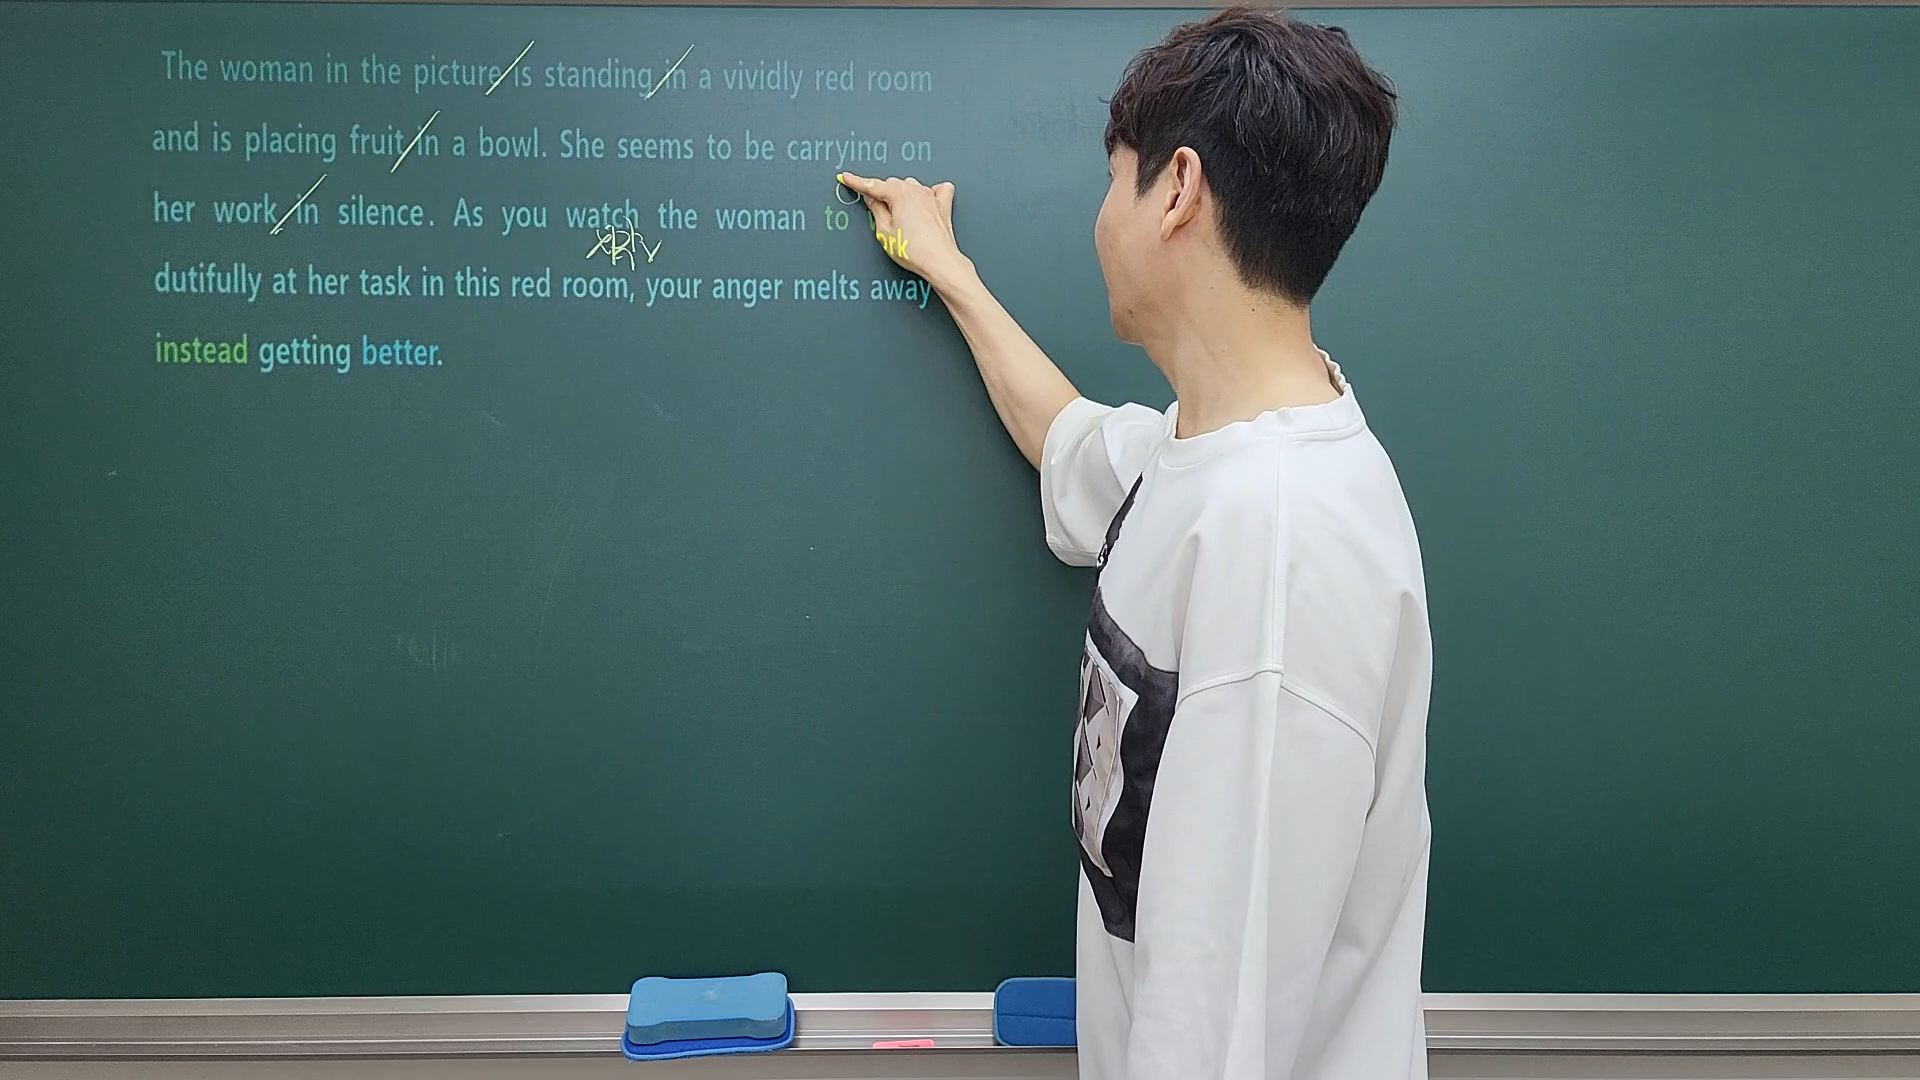 The woman in the picture is standing in a vividly red room
and is placing fruit in a bowl. She seems to be carrying on
her work in silence. As you watch the woman to
dutifully at her task in this red room, your anger melts away
instead getting better.